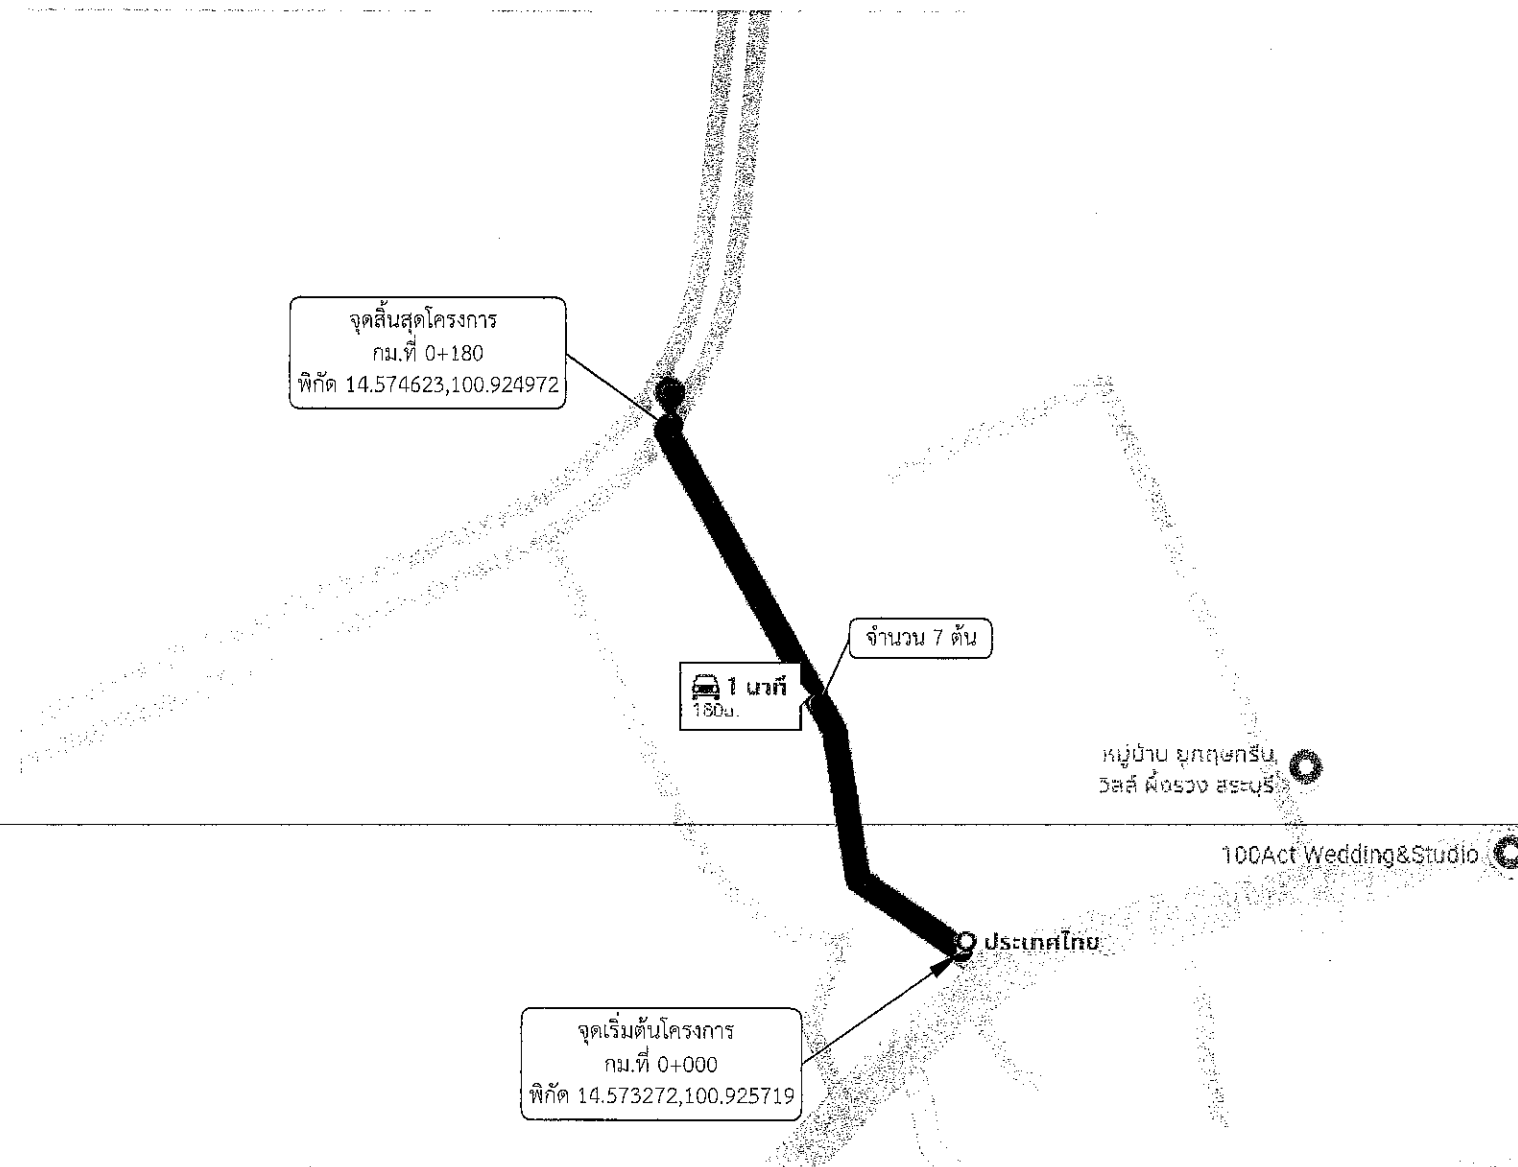 จุดสิ้นสุดโครงการ
กม.ที่ 0+180
พิกัด 14.574623,100.924972
จำนวน 7 ต้น
1 นาที
180ม.
หมู่บ้าน ยุกฤษกรีน
วิลล์ ผึ้งรวง สระบุรี
100Act Wedding&Studio
ประเทศไทย
จุดเริ่มต้นโครงการ
กม.ที่ 0+000
พิกัด 14.573272,100.925719